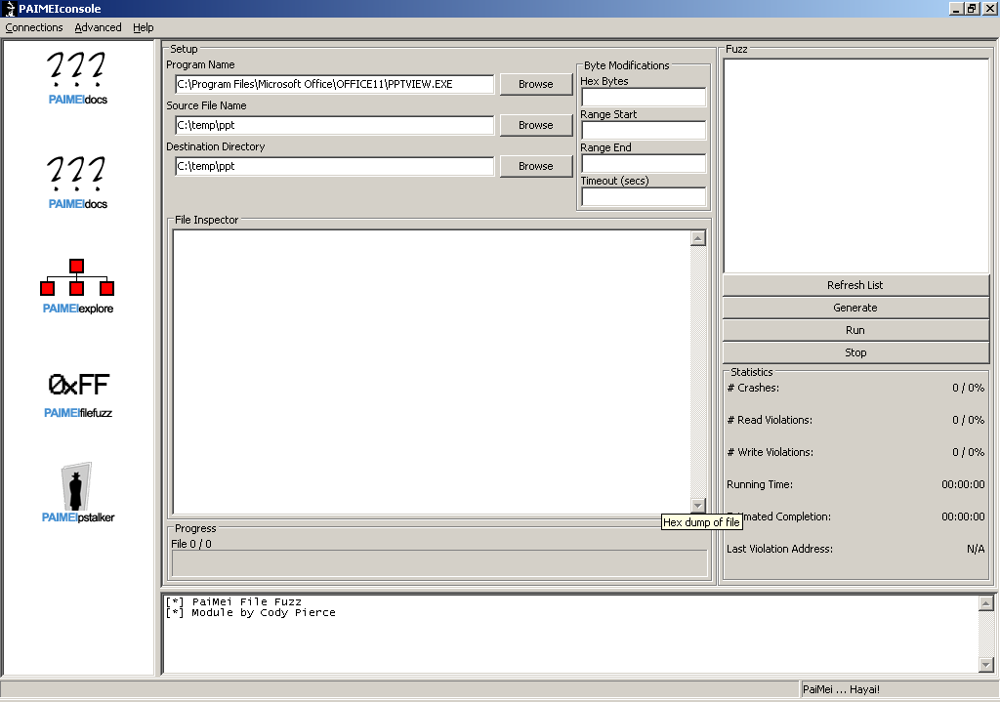 PAIMEIconsole
Connections Advanced Help
???
PAIMEIdocs
???
PAIMEIdocs
PAIMEIexplore
0xFF
PAIMEIfilefuzz
PAIMEIpstalker
Setup
Program Name
C:\Program Files\Microsoft Office\OFFICE11\PPTVIEW.EXE
Browse
Source File Name
C:\temp\ppt
Browse
Destination Directory
C:\temp\ppt
Browse
Byte Modifications
Hex Bytes
Range Start
Range End
Timeout (secs)
File Inspector
Hex dump of file
Progress
File 0 / 0
Fuzz
Refresh List
Generate
Run
Stop
Statistics
# Crashes: 0 / 0%
# Read Violations: 0 / 0%
# Write Violations: 0 / 0%
Running Time: 00:00:00
Completion: 00:00:00
Last Violation Address: N/A
[*] PaiMei File Fuzz
[*] Module by Cody Pierce
PaiMei ... Hayai!